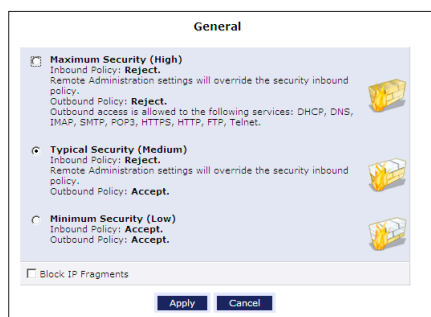 General
Maximum Security (High)
Inbound Policy: Reject.
Remote Administration settings will override the security inbound
policy.
Outbound Policy: Reject.
Outbound access is allowed to the following services: DHCP, DNS,
IMAP, SMTP, POP3, HTTPS, HTTP, FTP, Telnet.
Typical Security (Medium)
Inbound Policy: Reject.
Remote Administration settings will override the security inbound
policy.
Outbound Policy: Accept.
Minimum Security (Low)
Inbound Policy: Accept.
Outbound Policy: Accept.
Block IP Fragments
Apply Cancel